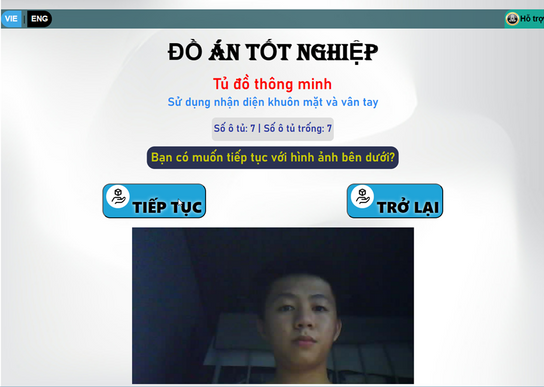 VIE | ENG
Hỗ trợ
ĐỒ ÁN TỐT NGHIỆP
Tủ đồ thông minh
Sử dụng nhận diện khuôn mặt và vân tay
Số ô tủ: 7 | Số ô tủ trống: 7
Bạn có muốn tiếp tục với hình ảnh bên dưới?
TIẾP TỤC
TRỞ LẠI